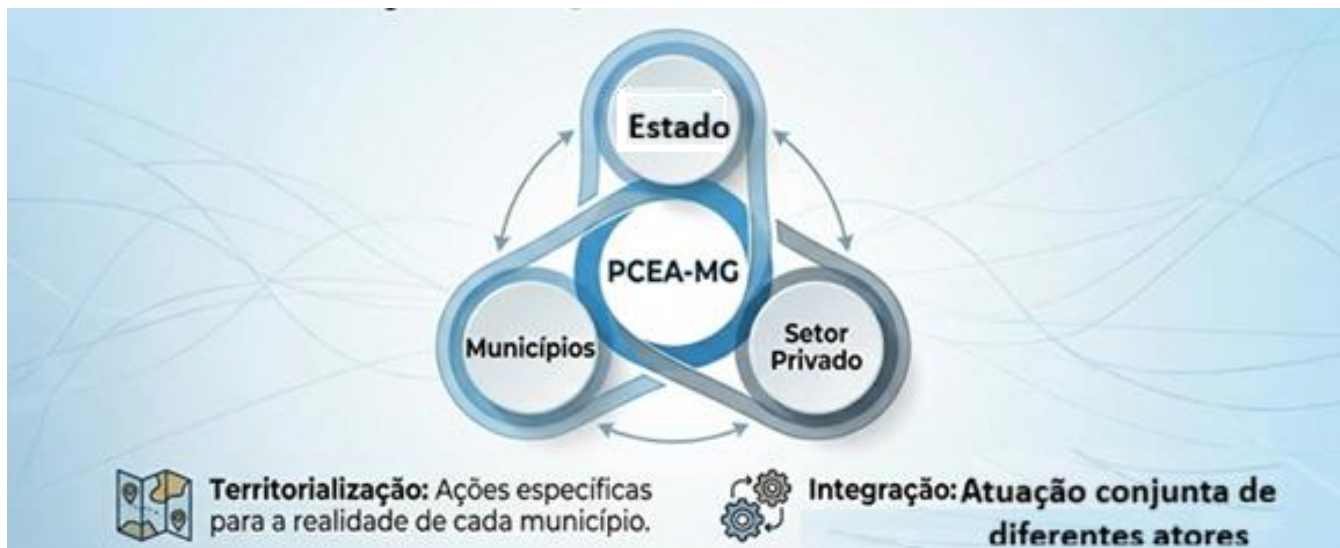 Estado
PCEA-MG
Municípios
Setor
Privado
Territorialização: Ações específicas
para a realidade de cada município.
Integração: Atuação conjunta de
diferentes atores